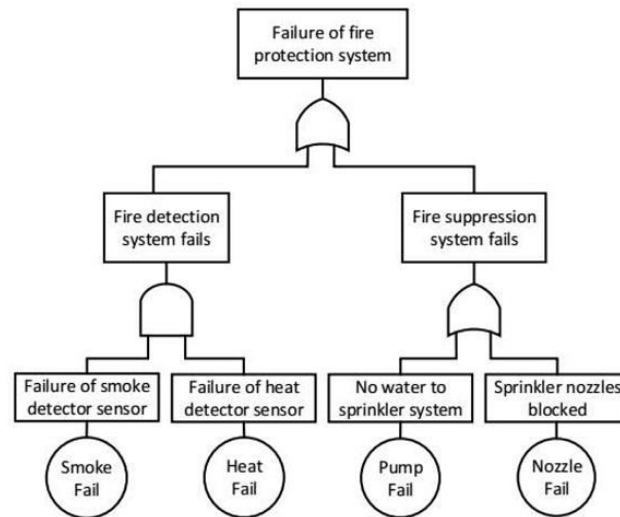 Failure of fire
protection system
Fire detection
system fails
Fire suppression
system fails
Failure of smoke
detector sensor
Failure of heat
detector sensor
No water to
sprinkler system
Sprinkler nozzles
blocked
Smoke
Fail
Heat
Fail
Pump
Fail
Nozzle
Fail